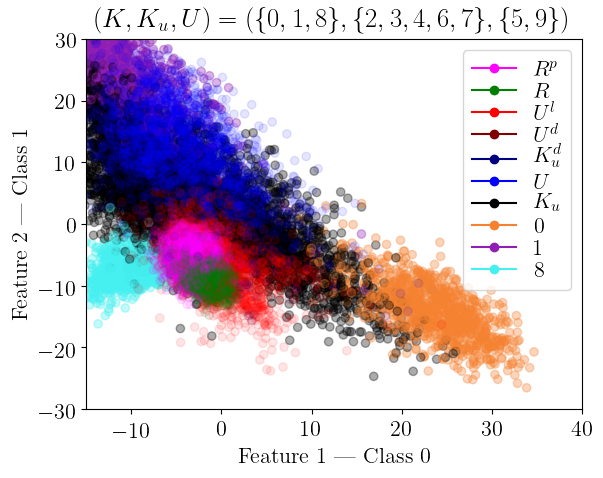 (K, K_u, U) = ({0, 1, 8}, {2, 3, 4, 6, 7}, {5, 9})
30
20
10
0
−10
−20
−30
Feature 2 — Class 1
R^p
R
U^l
U^d
K_u^d
U
K_u
0
1
8
−10
0
10
20
30
40
Feature 1 — Class 0